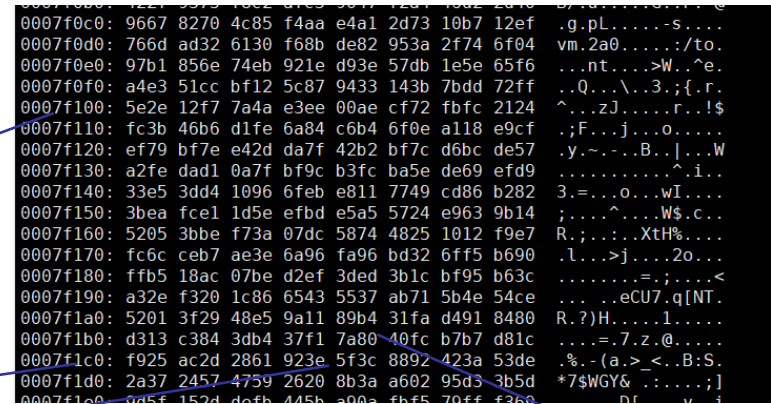 0007f0c0: 9667 8270 4c85 f4aa e4a1 2d73 10b7 12ef .g.pL.....-s....
0007f0d0: 766d ad32 6130 f68b de82 953a 2f74 6f04 vm.2a0.....:/to.
0007f0e0: 97b1 856e 74eb 921e d93e 57db 1e5e 65f6 ...nt....>W..^e.
0007f0f0: a4e3 51cc bf12 5c87 9433 143b 7bdd 72ff ..Q...\..3.;{.r.
0007f100: 5e2e 12f7 7a4a e3ee 00ae cf72 fbfc 2124 ^...zJ.....r..!$
0007f110: fc3b 46b6 d1fe 6a84 c6b4 6f0e a118 e9cf .;F...j...o.....
0007f120: ef79 bf7e e42d da7f 42b2 bf7c d6bc de57 .y.~.-..B..|...W
0007f130: a2fe dad1 0a7f bf9c b3fc ba5e de69 efd9 ...........^.i..
0007f140: 33e5 3dd4 1096 6feb e811 7749 cd86 b282 3.=...o...wI....
0007f150: 3bea fce1 1d5e efbd e5a5 5724 e963 9b14 ;....^....W$.c..
0007f160: 5205 3bbe f73a 07dc 5874 4825 1012 f9e7 R.;..:..XtH%....
0007f170: fc6c ceb7 ae3e 6a96 fa96 bd32 6ff5 b690 .l...>j....2o...
0007f180: ffb5 18ac 07be d2ef 3ded 3b1c bf95 b63c ........=.;....<
0007f190: a32e f320 1c86 6543 5537 ab71 5b4e 54ce ... ..eCU7.q[NT.
0007f1a0: 5201 3f29 48e5 9a11 89b4 31fa d491 8480 R.?)H.....1.....
0007f1b0: d313 c384 3db4 37f1 7a80 40fc b7b7 d81c ....=.7.z.@.....
0007f1c0: f925 ac2d 2861 923e 5f3c 8892 423a 53de .%.-(a.>_<..B:S.
0007f1d0: 2a37 2457 4759 2620 8b3a a602 95d3 3b5d *7$WGY& .:....;]